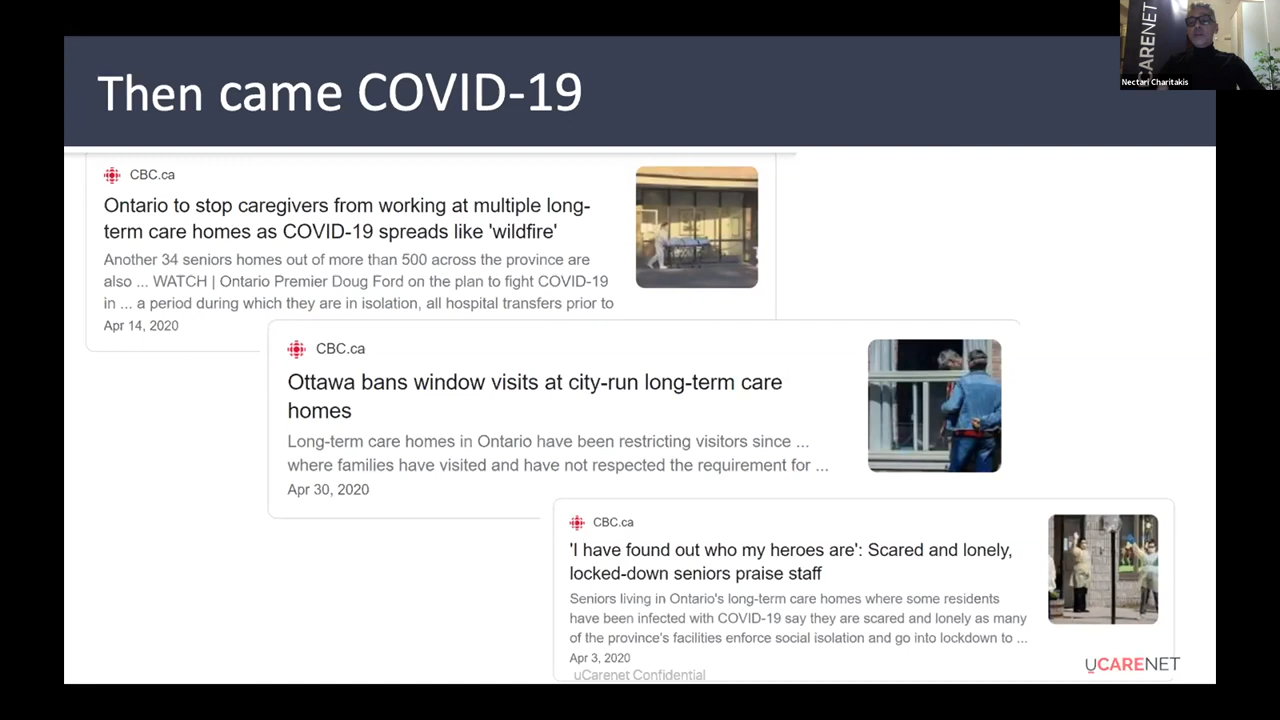 Then came COVID-19
CARENET
Nectari Charitakis
CBC.ca
Ontario to stop caregivers from working at multiple long-
term care homes as COVID-19 spreads like 'wildfire'
Another 34 seniors homes out of more than 500 across the province are
also ... WATCH | Ontario Premier Doug Ford on the plan to fight COVID-19
in ... a period during which they are in isolation, all hospital transfers prior to
Apr 14, 2020
CBC.ca
Ottawa bans window visits at city-run long-term care
homes
Long-term care homes in Ontario have been restricting visitors since ...
where families have visited and have not respected the requirement for ...
Apr 30, 2020
CBC.ca
'I have found out who my heroes are': Scared and lonely,
locked-down seniors praise staff
Seniors living in Ontario's long-term care homes where some residents
have been infected with COVID-19 say they are scared and lonely as many
of the province's facilities enforce social isolation and go into lockdown to ...
Apr 3, 2020
uCarenet Confidential
uCARENET